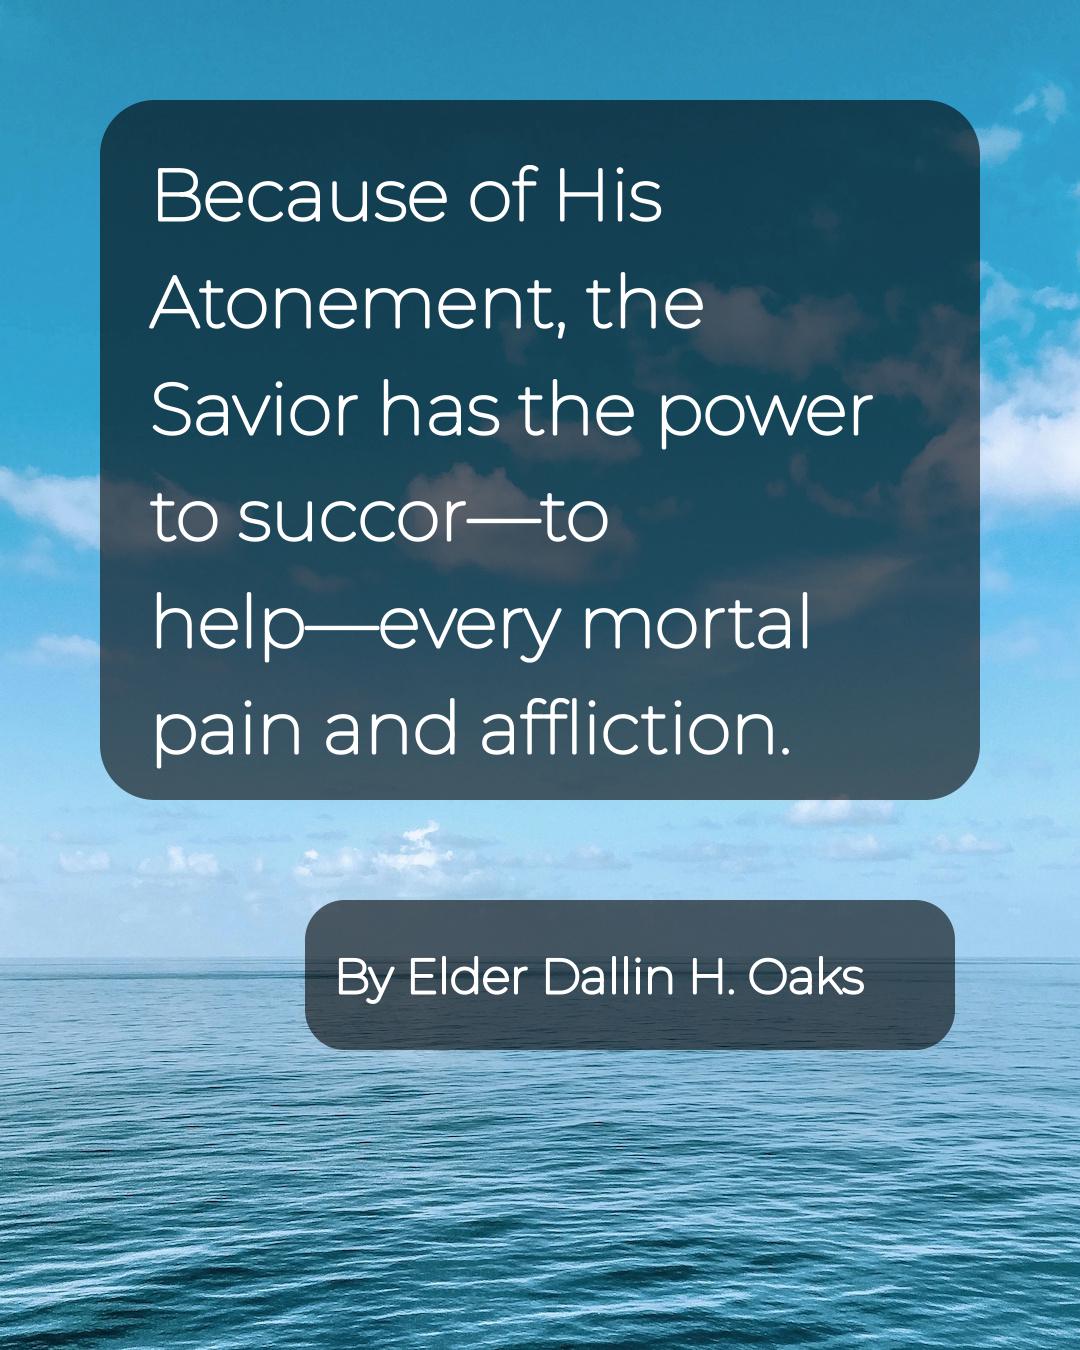 Because of His
Atonement, the
Savior has the power
to succor—to
help—every mortal
pain and affliction.
By Elder Dallin H. Oaks